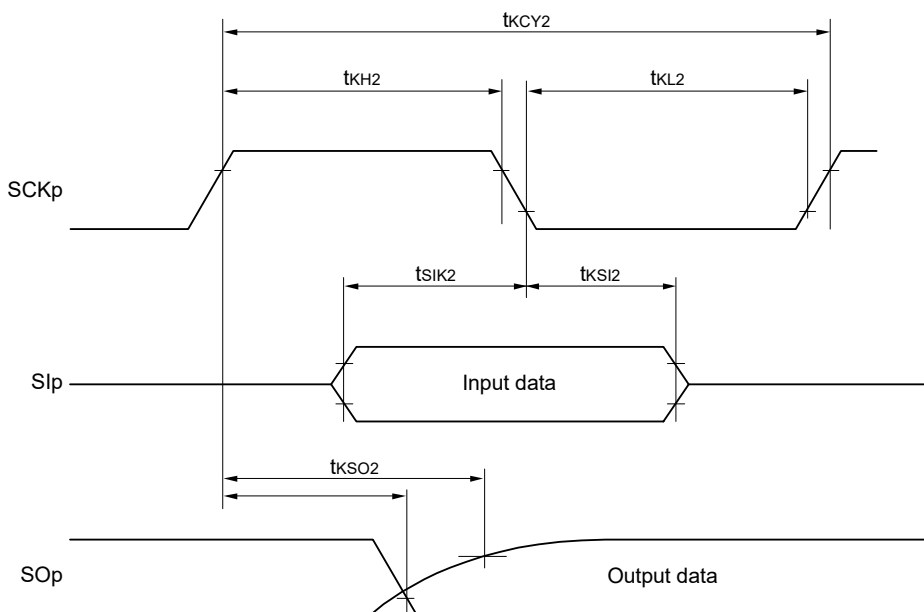 tKCY2
tKH2
tKL2
SCKp
tSIK2
tKSI2
SIp
Input data
tKSO2
SOp
Output data